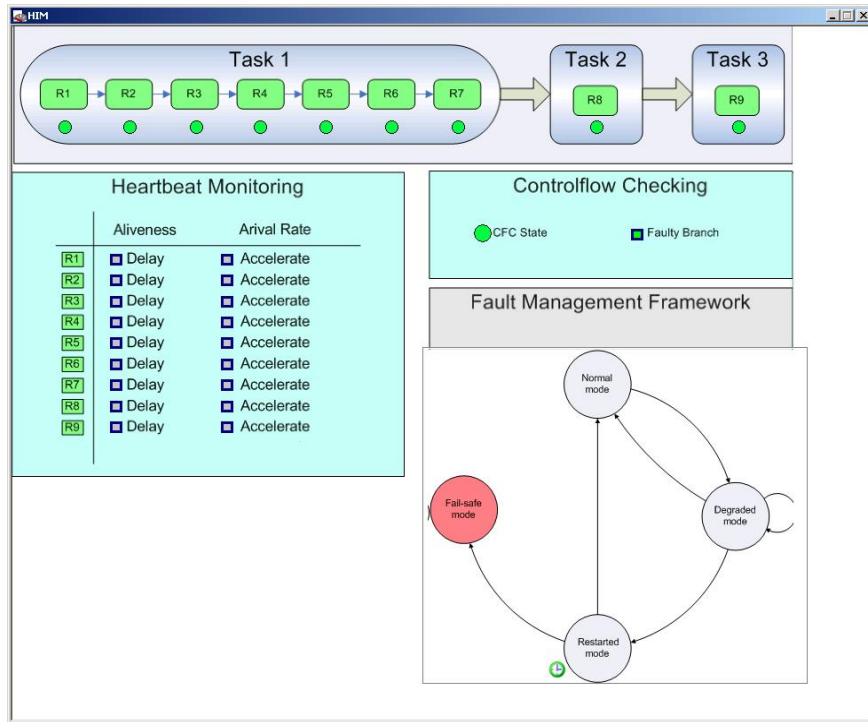 HIM
Task 1
Task 2
Task 3
R1 R2 R3 R4 R5 R6 R7
R8
R9
Heartbeat Monitoring
Aliveness Arival Rate
R1 Delay Accelerate
R2 Delay Accelerate
R3 Delay Accelerate
R4 Delay Accelerate
R5 Delay Accelerate
R6 Delay Accelerate
R7 Delay Accelerate
R8 Delay Accelerate
R9 Delay Accelerate
Controlflow Checking
CFC State Faulty Branch
Fault Management Framework
Normal
mode
Fail-safe
mode
Degraded
mode
Restarted
mode